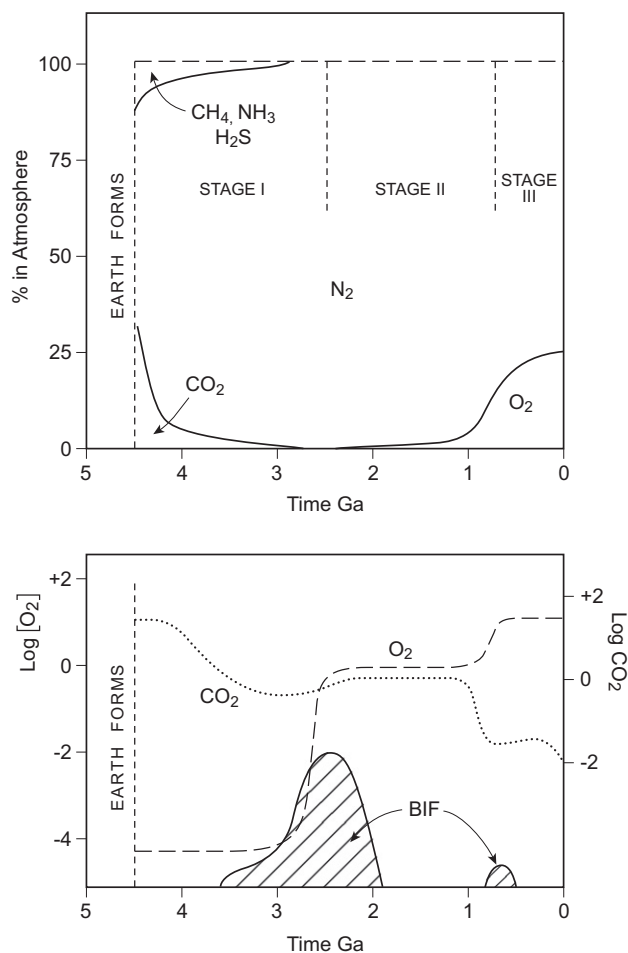 100
75
50
25
0
% in Atmosphere
EARTH FORMS
CH₄, NH₃
H₂S
STAGE I
STAGE II
STAGE
III
N₂
CO₂
O₂
5
4
3
2
1
0
Time Ga
+2
0
-2
-4
Log [O₂]
EARTH FORMS
CO₂
O₂
BIF
+2
0
-2
Log CO₂
5
4
3
2
1
0
Time Ga